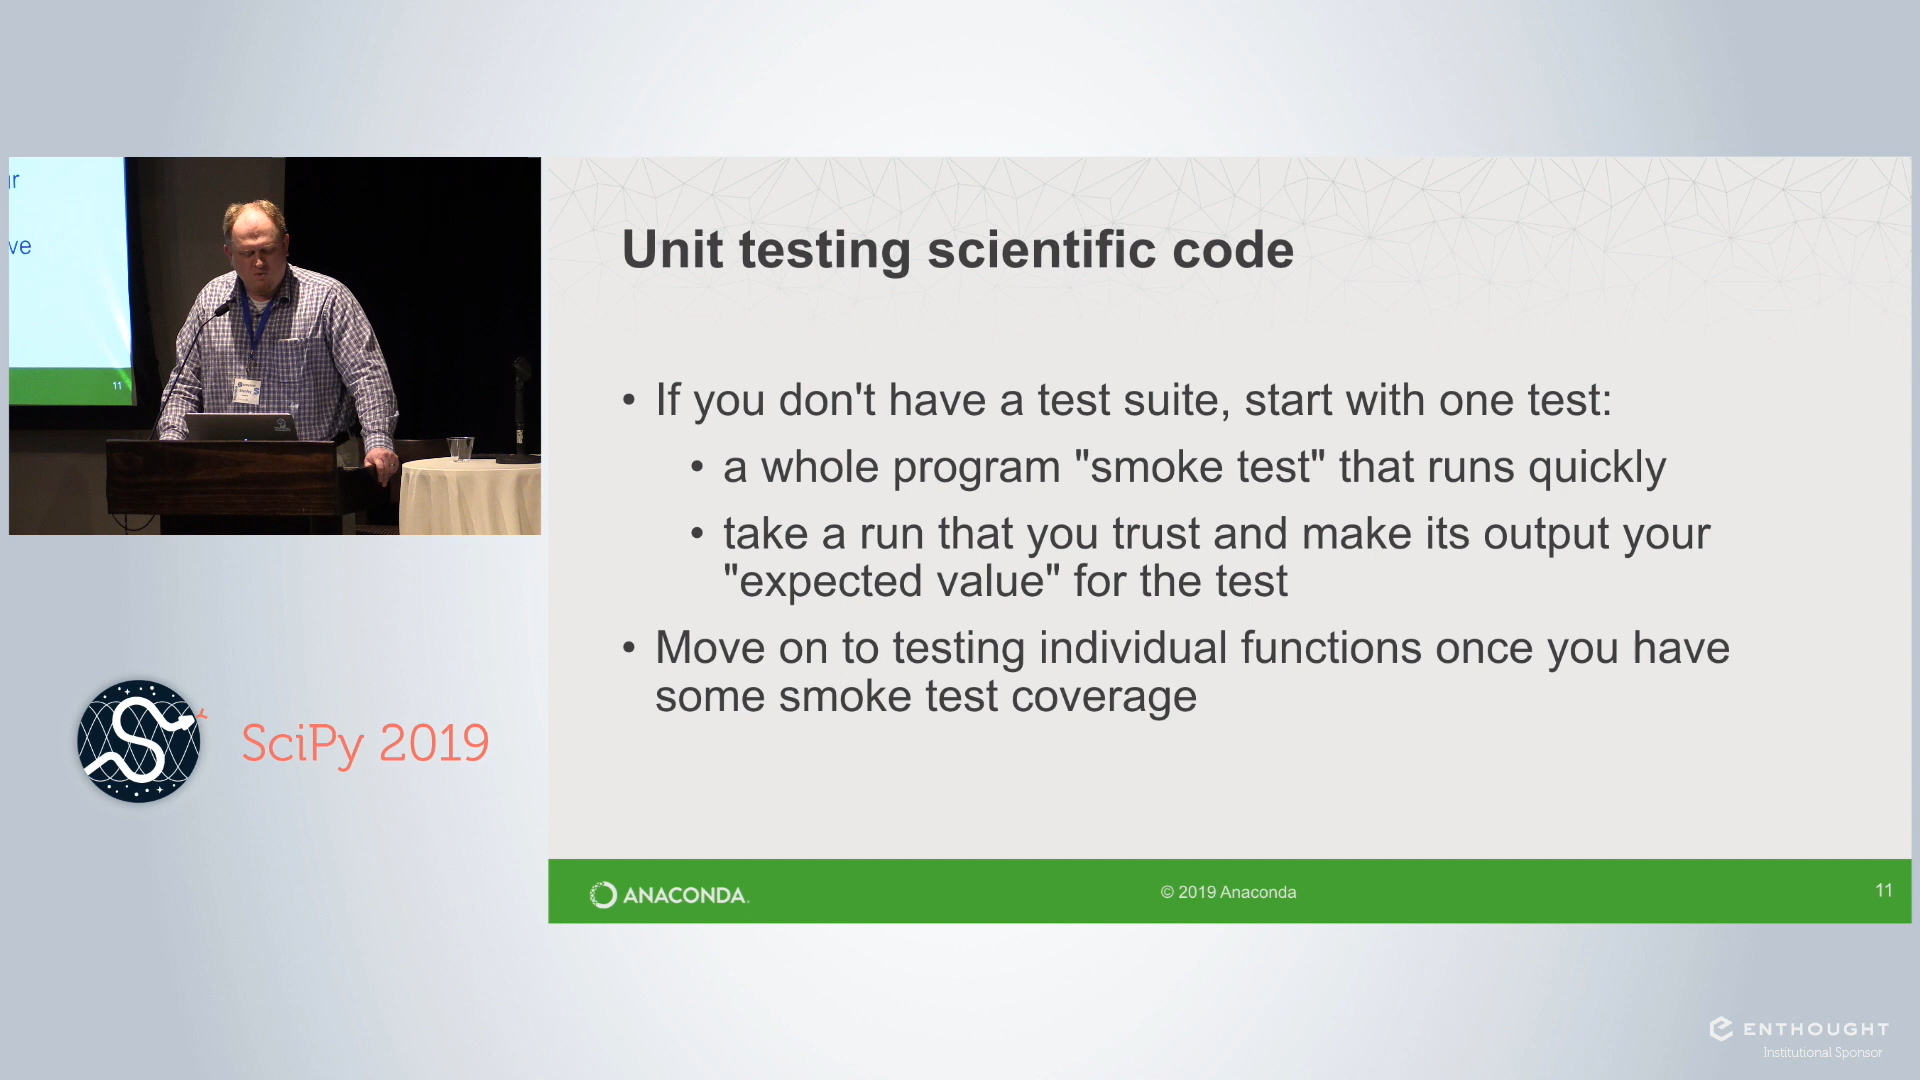 ur
ve
11
Unit testing scientific code
• If you don't have a test suite, start with one test:
• a whole program "smoke test" that runs quickly
• take a run that you trust and make its output your
"expected value" for the test
• Move on to testing individual functions once you have
some smoke test coverage
SciPy 2019
ANACONDA.
© 2019 Anaconda
11
ENTHOUGHT
Institutional Sponsor